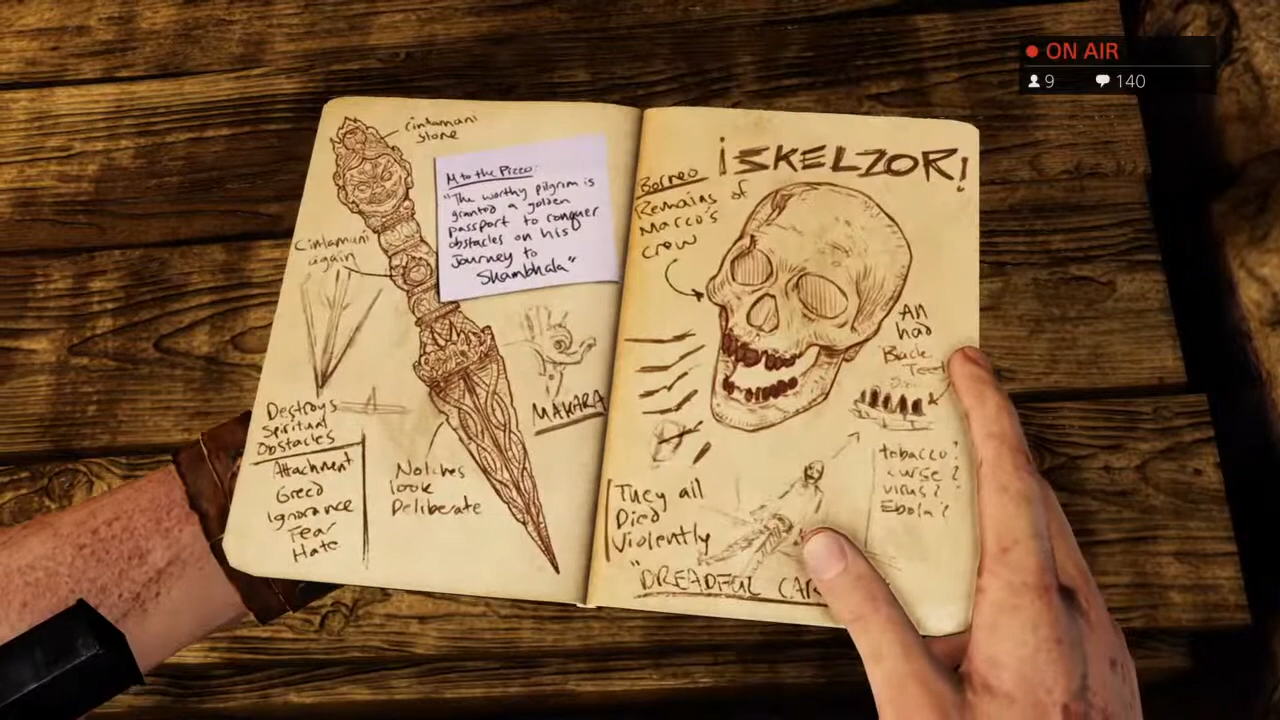 ON AIR
9 140
Cintamani
Stone
M to the Pizzo:
"The worthy pilgrim is
granted a golden
passport to conquer
obstacles on his
Journey to
Shambhala"
Cintamani
again
MAKARA
Destroys
Spiritual
Obstacles
Attachment
Greed
Ignorance
Fear
Hate
Notches
look
Deliberate
¡SKELZOR!
Borneo
Remains of
Marco's
crew
All
had
Black
Teeth
tobacco?
curse?
virus?
Ebola?
They all
Died
Violently
"DREADFUL